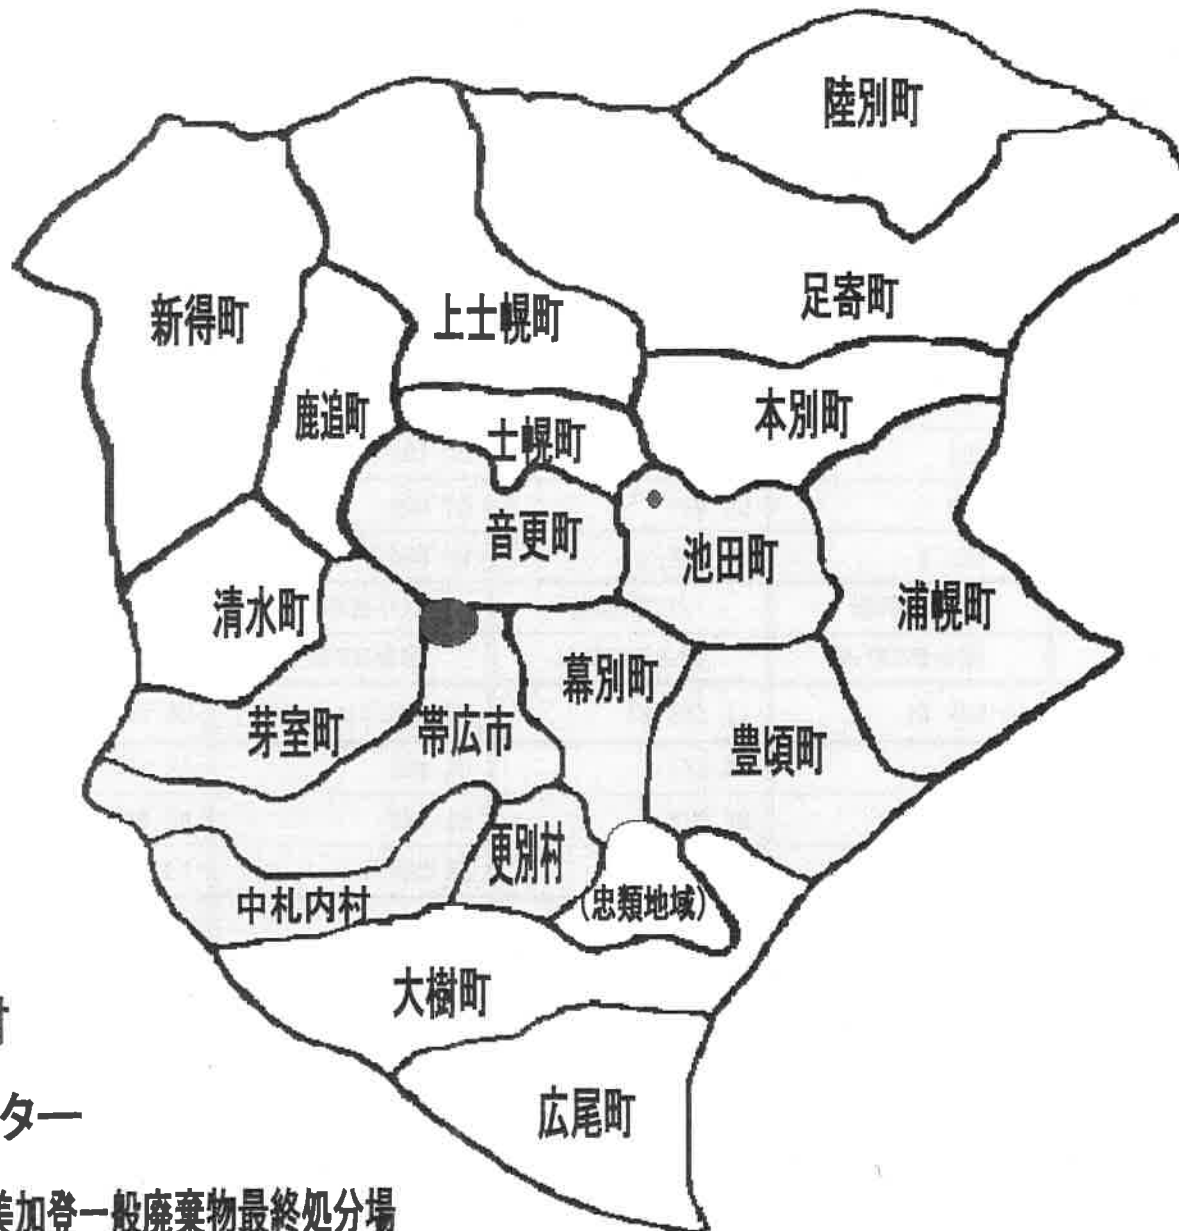 陸別町
足寄町
新得町
上士幌町
鹿追町
本別町
士幌町
音更町
池田町
清水町
浦幌町
幕別町
芽室町
帯広市
豊頃町
更別村
中札内村
(忠類地域)
大樹町
ター
広尾町
美加登一般廃棄物最終処分場